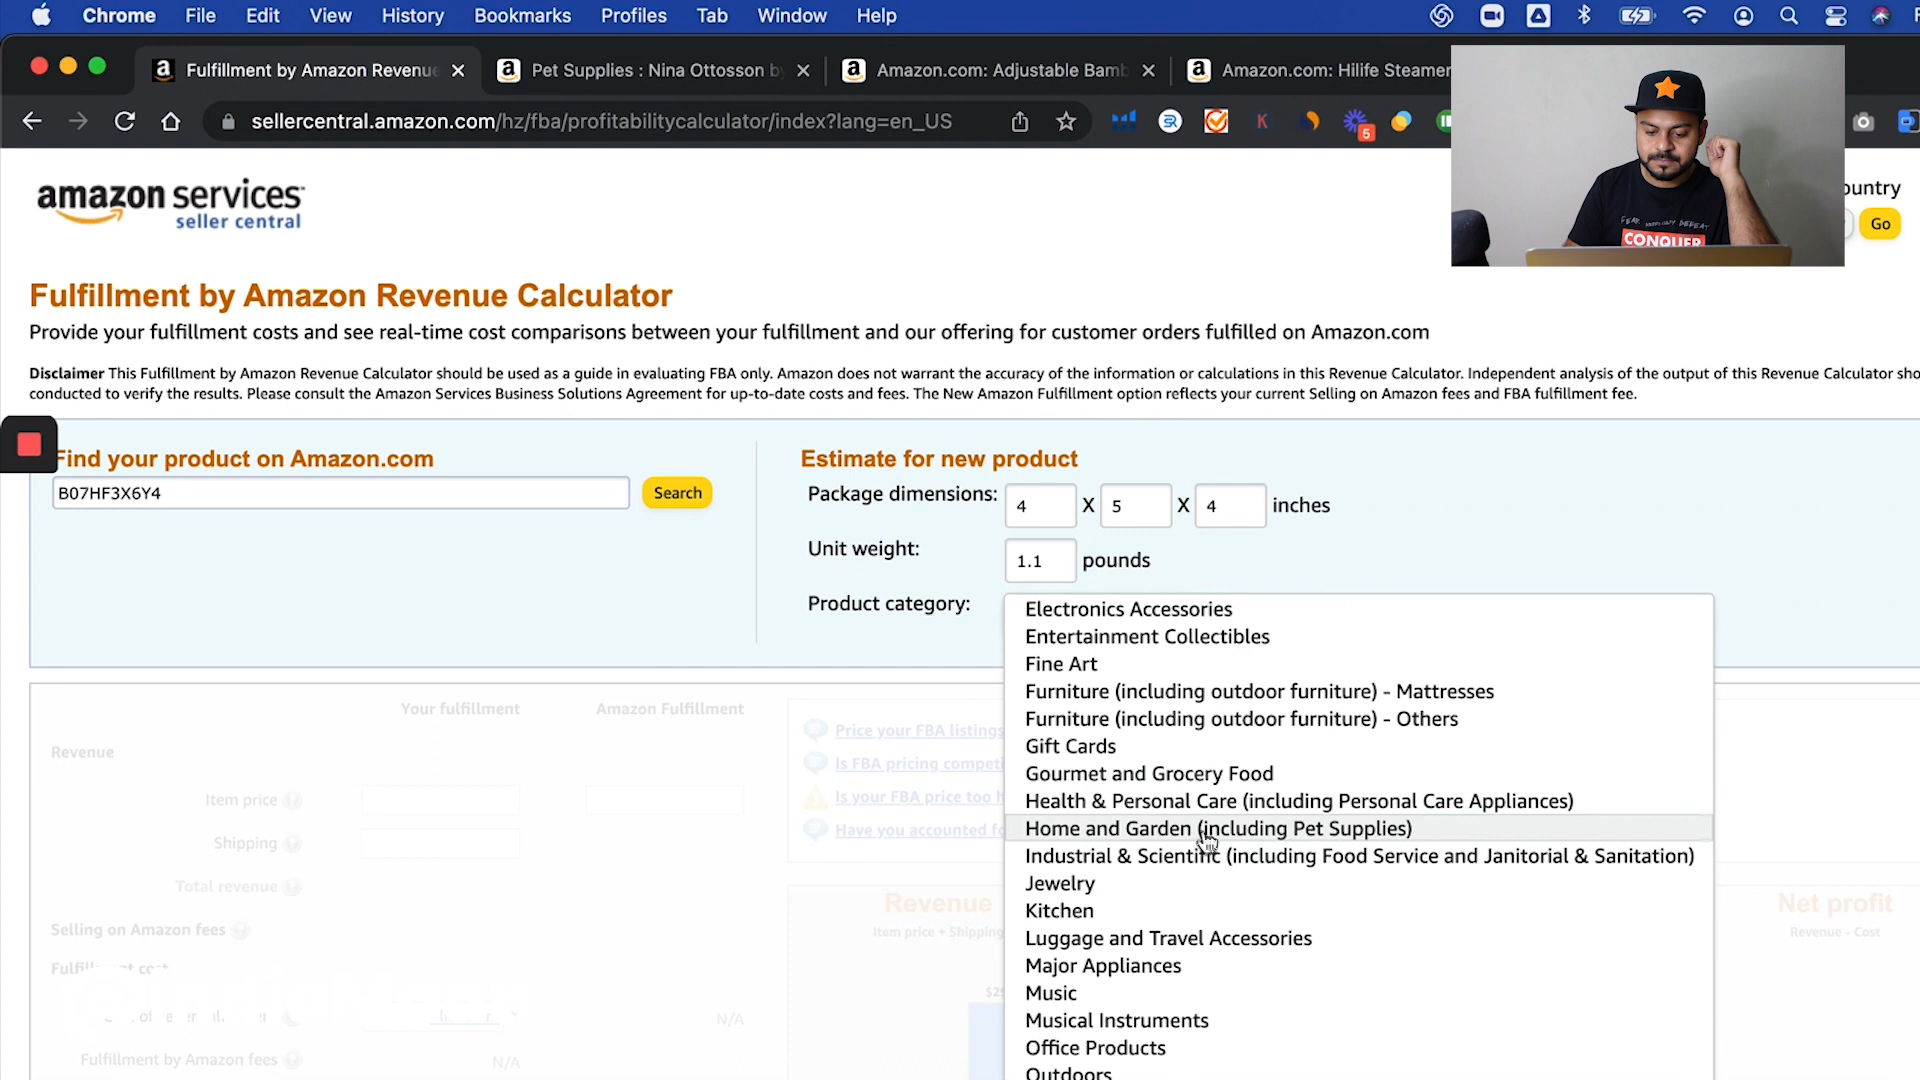 Chrome File Edit View History Bookmarks Profiles Tab Window Help
Fulfillment by Amazon Revenue
Pet Supplies : Nina Ottosson by
Amazon.com: Adjustable Bamb
Amazon.com: Hilife Steamer
sellercentral.amazon.com/hz/fba/profitabilitycalculator/index?lang=en_US
5
amazon services
seller central
FEAR DEFEAT
CONQUER
ountry
Go
Fulfillment by Amazon Revenue Calculator
Provide your fulfillment costs and see real-time cost comparisons between your fulfillment and our offering for customer orders fulfilled on Amazon.com
Disclaimer This Fulfillment by Amazon Revenue Calculator should be used as a guide in evaluating FBA only. Amazon does not warrant the accuracy of the information or calculations in this Revenue Calculator. Independent analysis of the output of this Revenue Calculator sho
conducted to verify the results. Please consult the Amazon Services Business Solutions Agreement for up-to-date costs and fees. The New Amazon Fulfillment option reflects your current Selling on Amazon fees and FBA fulfillment fee.
Find your product on Amazon.com
B07HF3X6Y4
Search
Estimate for new product
Package dimensions: 4 X 5 X 4 inches
Unit weight: 1.1 pounds
Product category:
Electronics Accessories
Entertainment Collectibles
Fine Art
Furniture (including outdoor furniture) - Mattresses
Furniture (including outdoor furniture) - Others
Gift Cards
Gourmet and Grocery Food
Health & Personal Care (including Personal Care Appliances)
Home and Garden (including Pet Supplies)
Industrial & Scientific (including Food Service and Janitorial & Sanitation)
Jewelry
Kitchen
Luggage and Travel Accessories
Major Appliances
Music
Musical Instruments
Office Products
Outdoors
Your fulfillment Amazon Fulfillment
Revenue
Item price
Shipping
Total revenue
Selling on Amazon fees
N/A
Fulfillment by Amazon fees N/A
Price your FBA listings
Is FBA pricing competi
Is your FBA price too h
Have you accounted fo
Revenue
Item price + Shipping
Net profit
Revenue - Cost